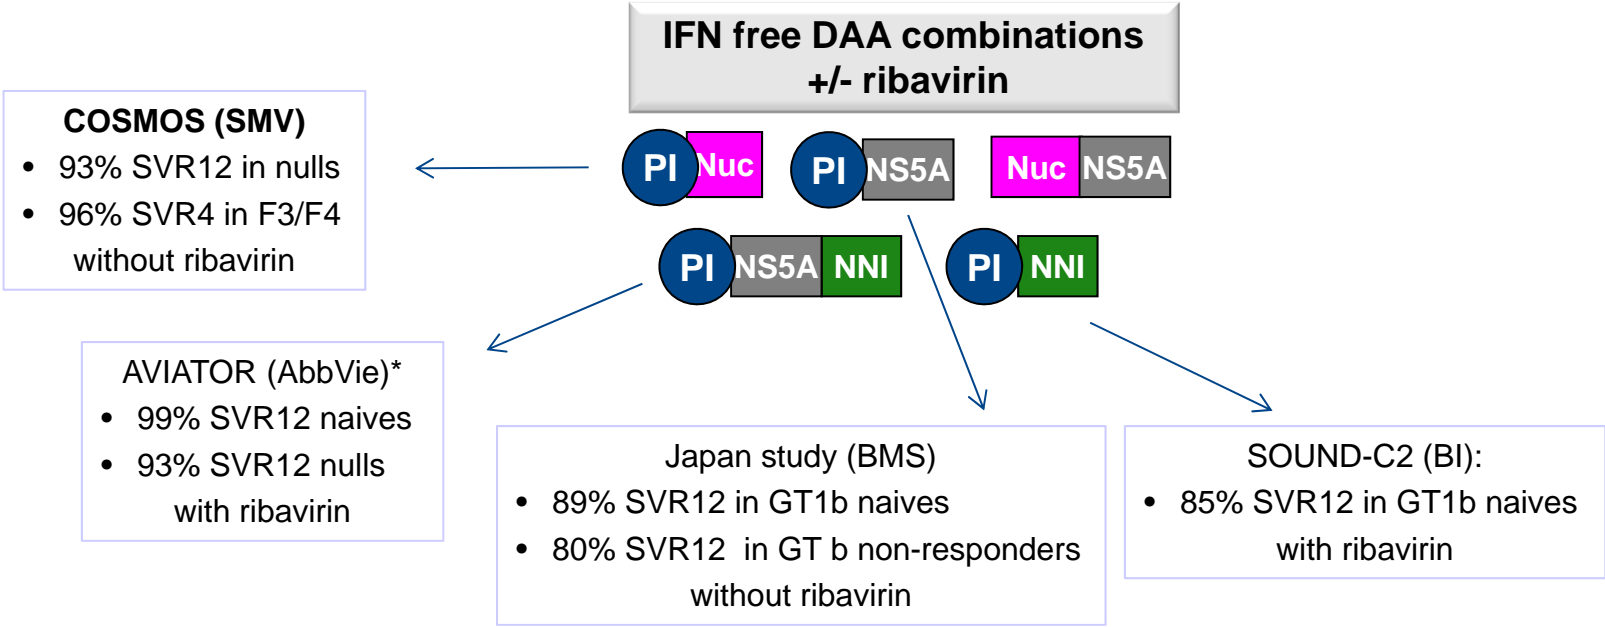 IFN free DAA combinations
+/- ribavirin
COSMOS (SMV)
• 93% SVR12 in nulls
• 96% SVR4 in F3/F4
without ribavirin
PI Nuc
PI NS5A
Nuc NS5A
PI NS5A NNI
PI NNI
AVIATOR (AbbVie)*
• 99% SVR12 naives
• 93% SVR12 nulls
with ribavirin
Japan study (BMS)
• 89% SVR12 in GT1b naives
• 80% SVR12 in GT b non-responders
without ribavirin
SOUND-C2 (BI):
• 85% SVR12 in GT1b naives
with ribavirin